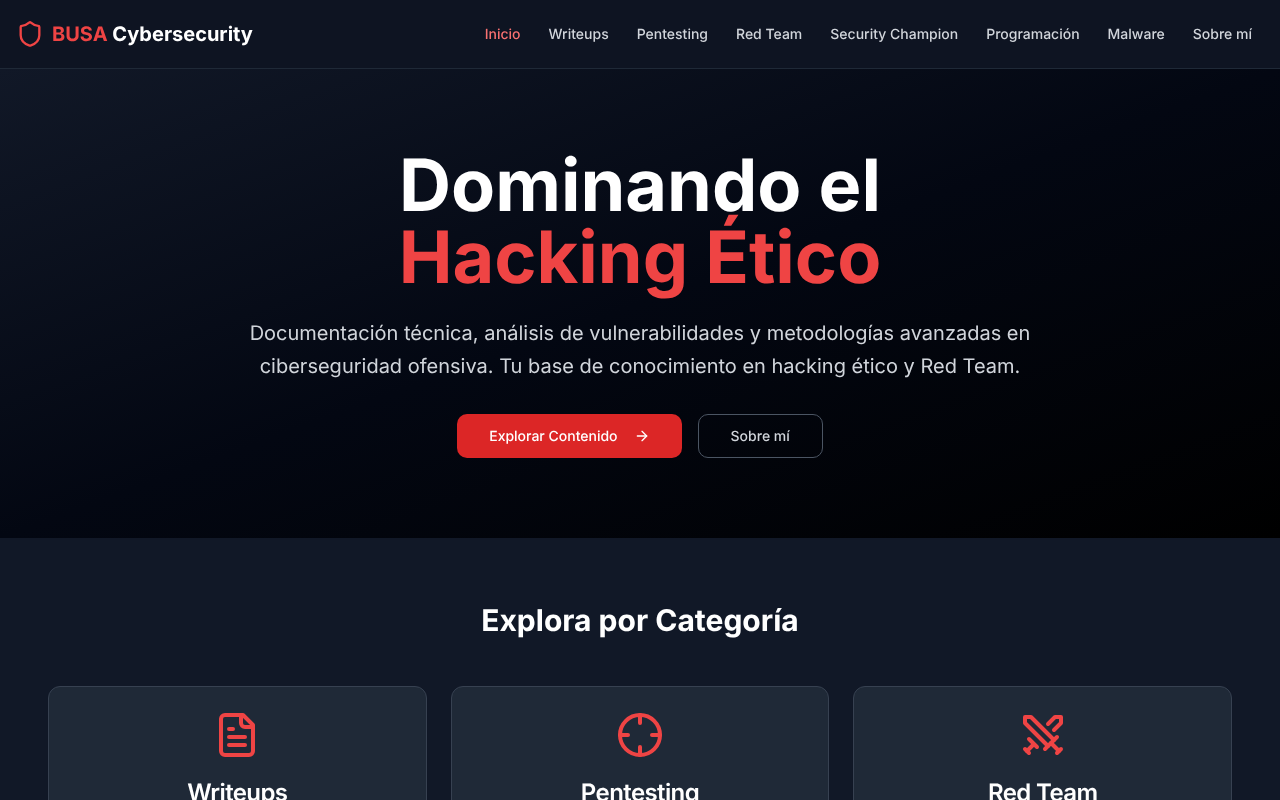 BUSA Cybersecurity
Inicio
Writeups
Pentesting
Red Team
Security Champion
Programación
Malware
Sobre mí
Dominando el
Hacking Ético
Documentación técnica, análisis de vulnerabilidades y metodologías avanzadas en
ciberseguridad ofensiva. Tu base de conocimiento en hacking ético y Red Team.
Explorar Contenido
Sobre mí
Explora por Categoría
Writeups
Pentesting
Red Team